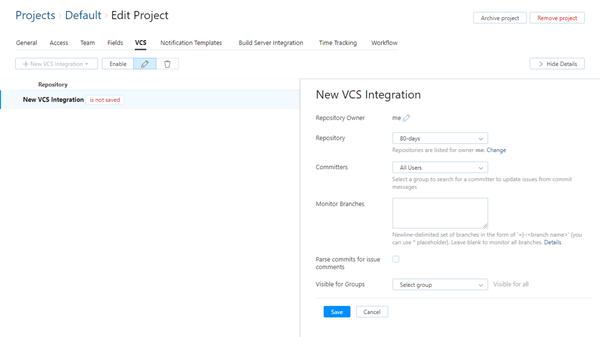 Projects › Default › Edit Project
Archive project
Remove project
General Access Team Fields VCS Notification Templates Build Server Integration Time Tracking Workflow
+ New VCS Integration
Enable
> Hide Details
Repository
New VCS Integration is not saved
New VCS Integration
Repository Owner me
Repository 80-days
Repositories are listed for owner me. Change
Committers All Users
Select a group to search for a committer to update issues from commit
messages
Monitor Branches
Newline-delimited set of branches in the form of '+|-:<branch name>' (you
can use * placeholder). Leave blank to monitor all branches. Details
Parse commits for issue
comments
Visible for Groups Select group Visible for all
Save Cancel